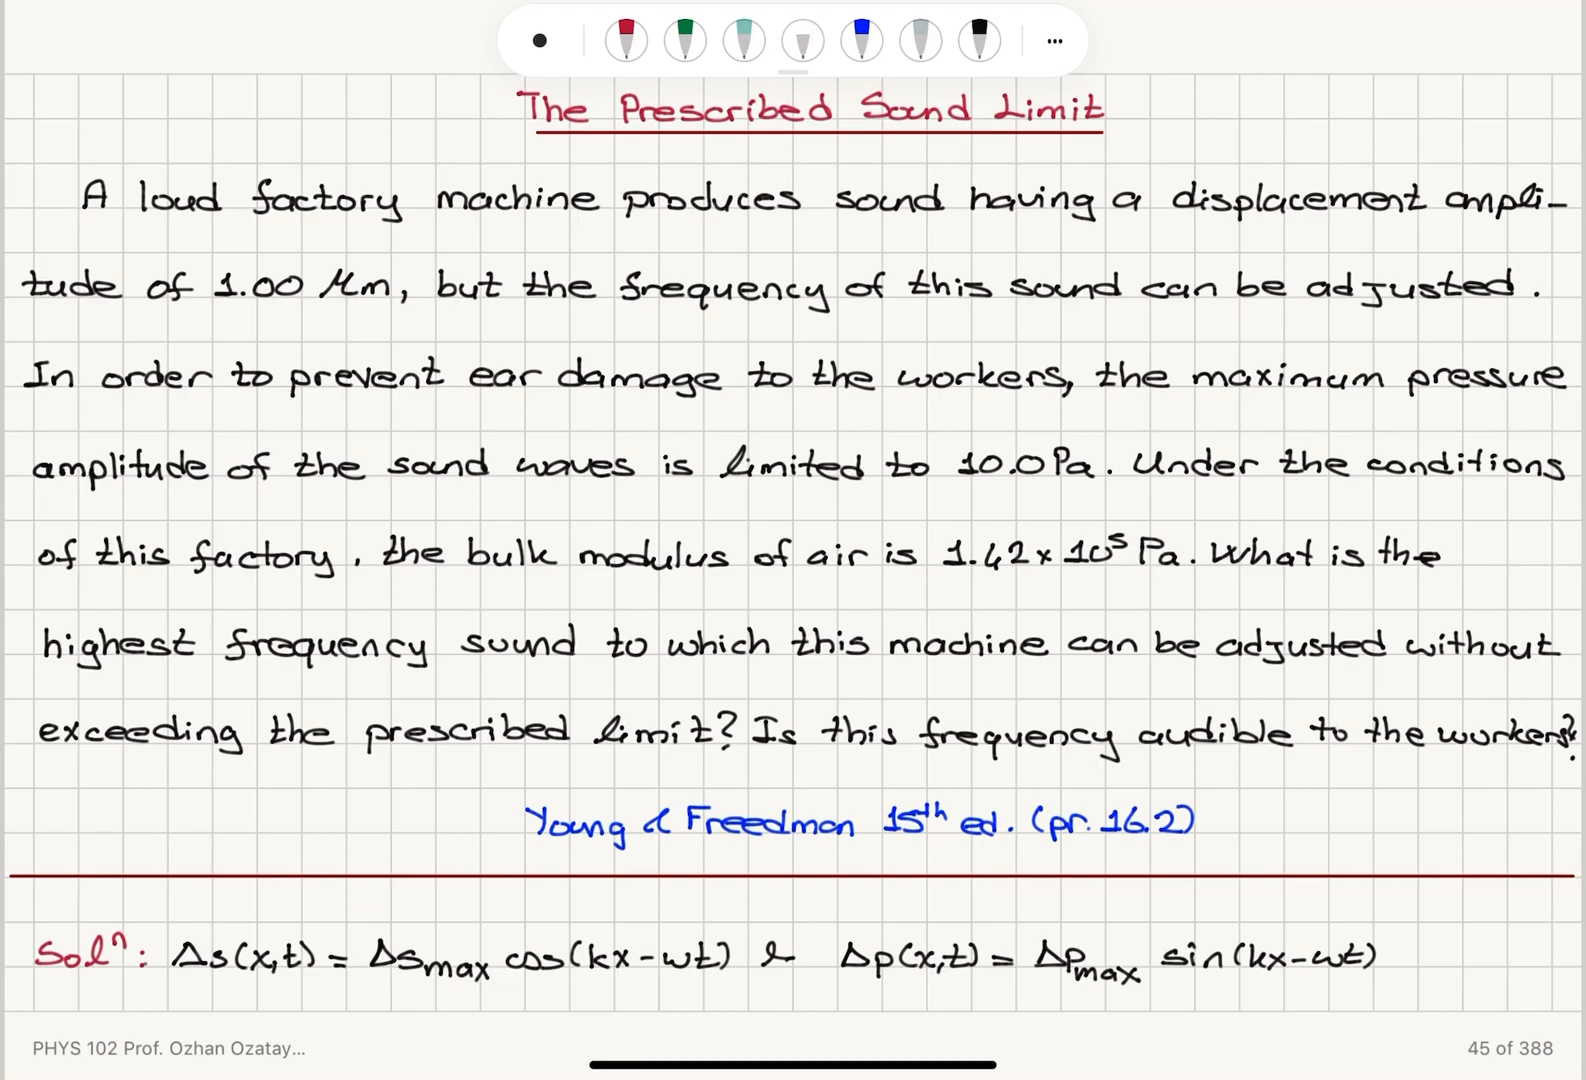 The Prescribed Sound Limit
A loud factory machine produces sound having a displacement ampli-
tude of 1.00 μm, but the frequency of this sound can be adjusted.
In order to prevent ear damage to the workers, the maximum pressure
amplitude of the sound waves is limited to 10.0 Pa. Under the conditions
of this factory, the bulk modulus of air is 1.42 x 10⁵ Pa. What is the
highest frequency sound to which this machine can be adjusted without
exceeding the prescribed limit? Is this frequency audible to the workers?
Young & Freedman 15th ed. (pr. 16.2)
Solⁿ: Δs(x,t) = Δsmax cos(kx-ωt) & Δp(x,t) = Δpmax sin(kx-ωt)
PHYS 102 Prof. Ozhan Ozatay...
45 of 388